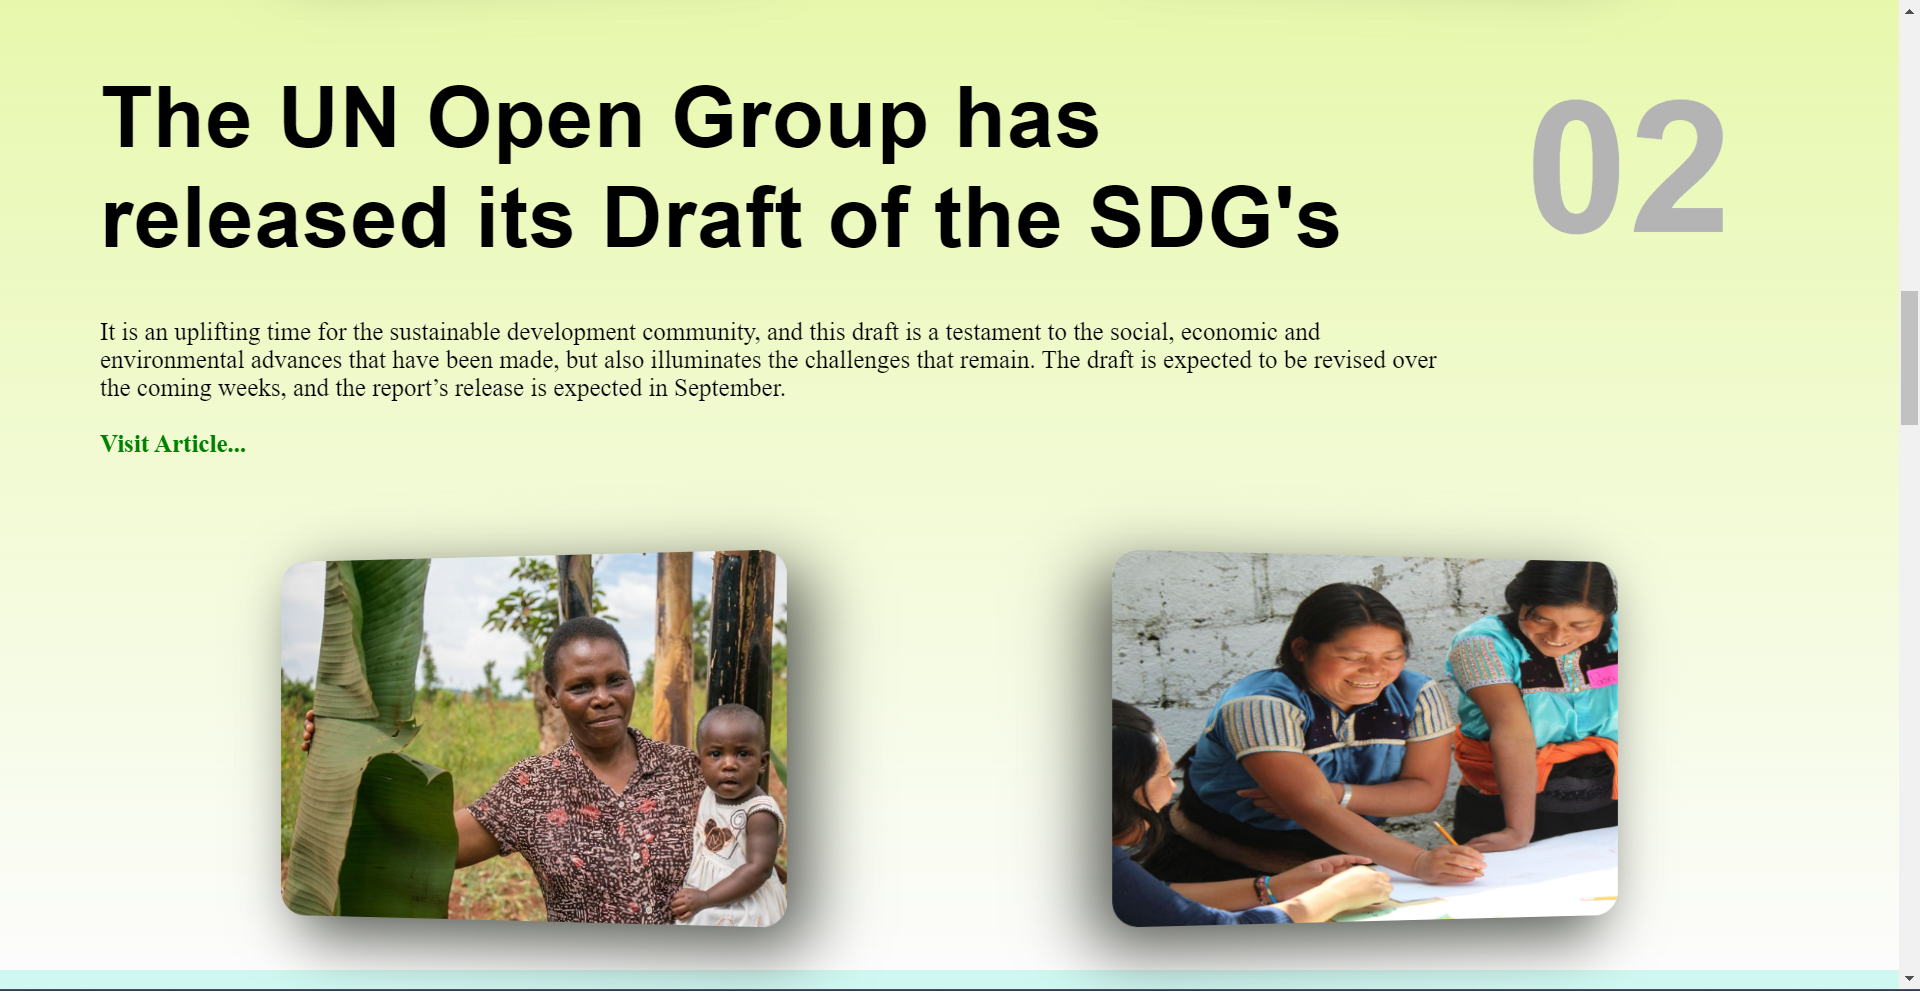 The UN Open Group has
released its Draft of the SDG's
02
It is an uplifting time for the sustainable development community, and this draft is a testament to the social, economic and
environmental advances that have been made, but also illuminates the challenges that remain. The draft is expected to be revised over
the coming weeks, and the report’s release is expected in September.
Visit Article...